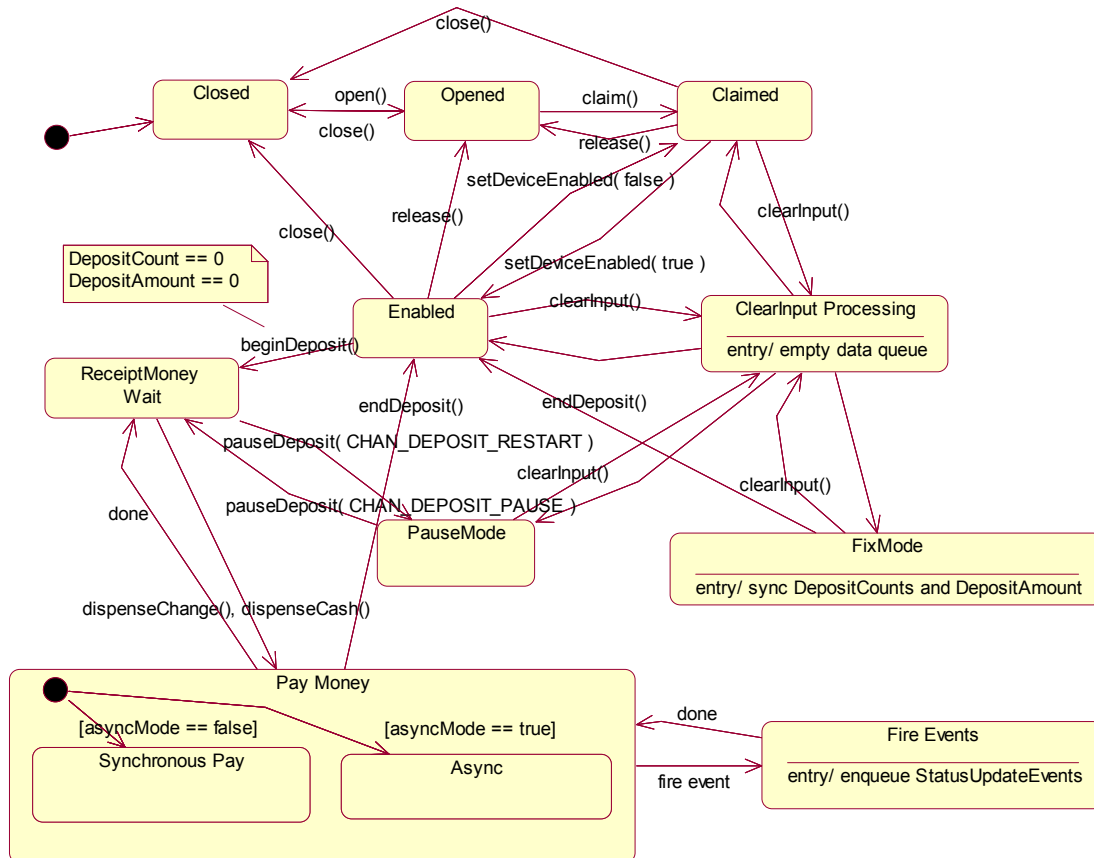 close()
Closed
open()
Opened
claim()
Claimed
close()
release()
setDeviceEnabled( false )
release()
clearInput()
close()
DepositCount == 0
DepositAmount == 0
setDeviceEnabled( true )
Enabled
clearInput()
ClearInput Processing
entry/ empty data queue
beginDeposit()
ReceiptMoney
Wait
endDeposit()
endDeposit()
pauseDeposit( CHAN_DEPOSIT_RESTART )
clearInput()
clearInput()
pauseDeposit( CHAN_DEPOSIT_PAUSE )
done
PauseMode
FixMode
entry/ sync DepositCounts and DepositAmount
dispenseChange(), dispenseCash()
Pay Money
[asyncMode == false]
[asyncMode == true]
Synchronous Pay
Async
done
Fire Events
entry/ enqueue StatusUpdateEvents
fire event